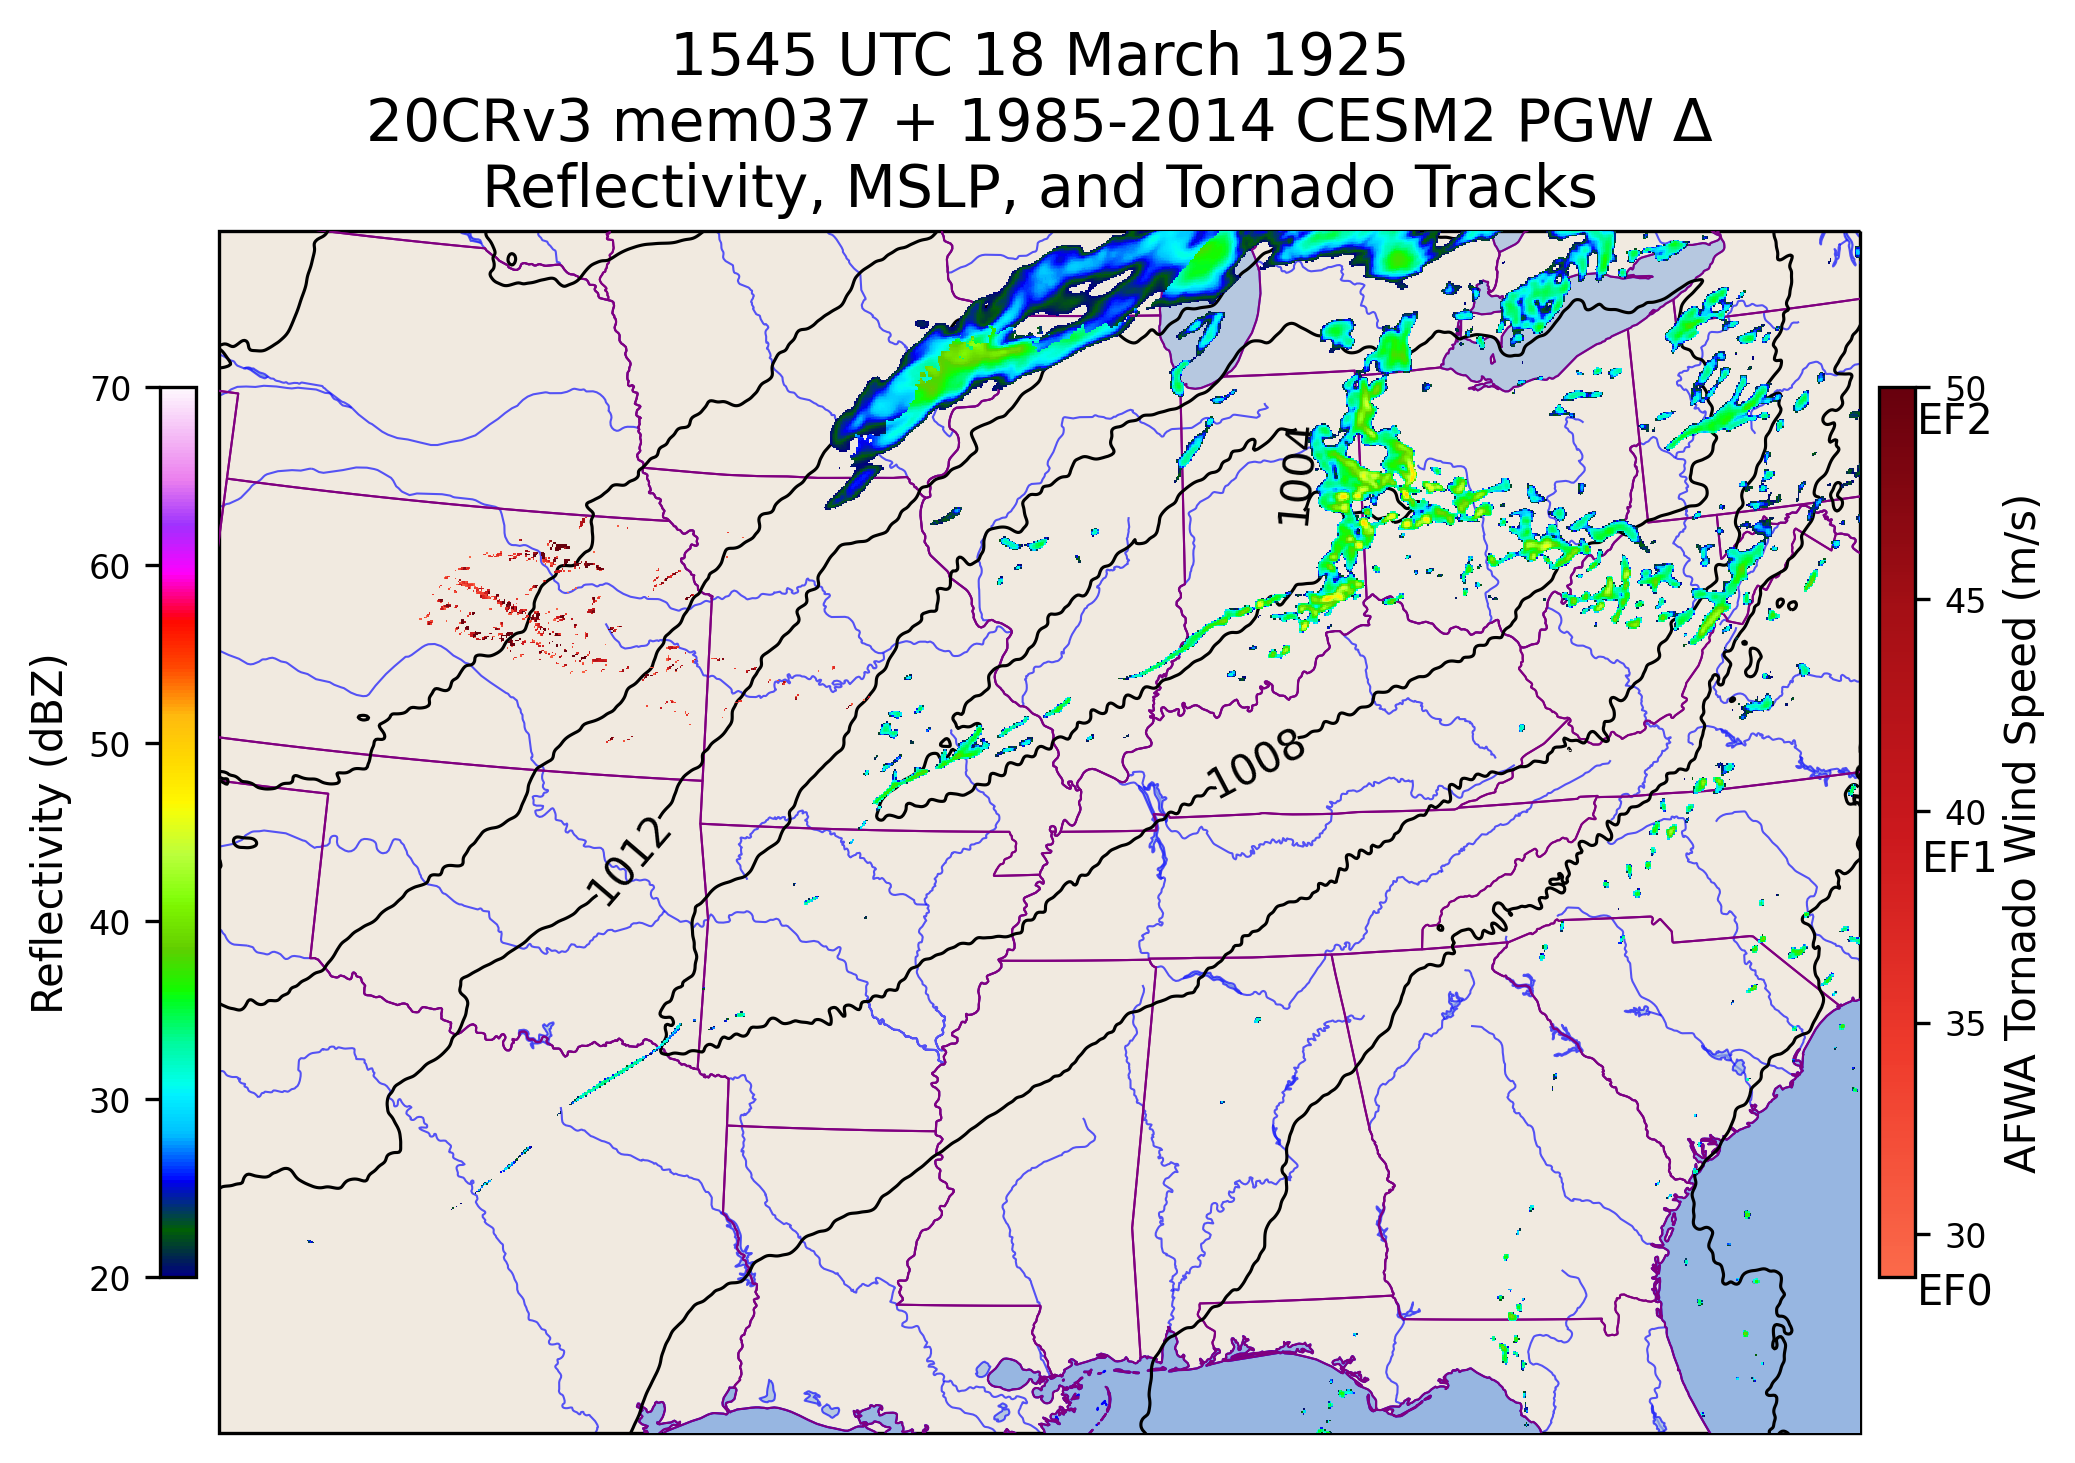 1545 UTC 18 March 1925
20CRv3 mem037 + 1985-2014 CESM2 PGW Δ
Reflectivity, MSLP, and Tornado Tracks
Reflectivity (dBZ)
70
60
50
40
30
20
1004
1008
1012
50
EF2
45
40
EF1
35
30
EF0
AFWA Tornado Wind Speed (m/s)